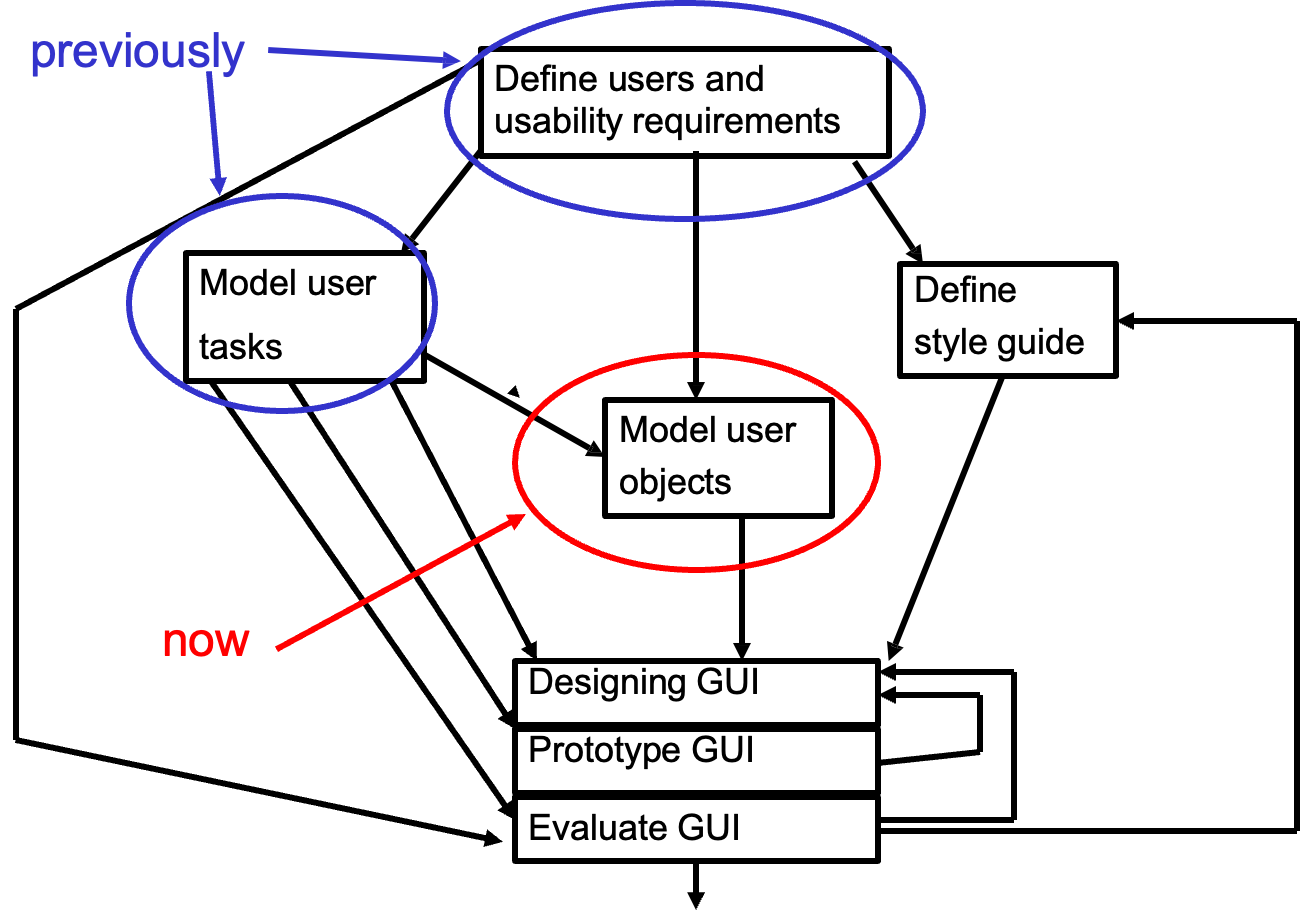 previously
Define users and
usability requirements
Model user
tasks
Define
style guide
Model user
objects
now
Designing GUI
Prototype GUI
Evaluate GUI